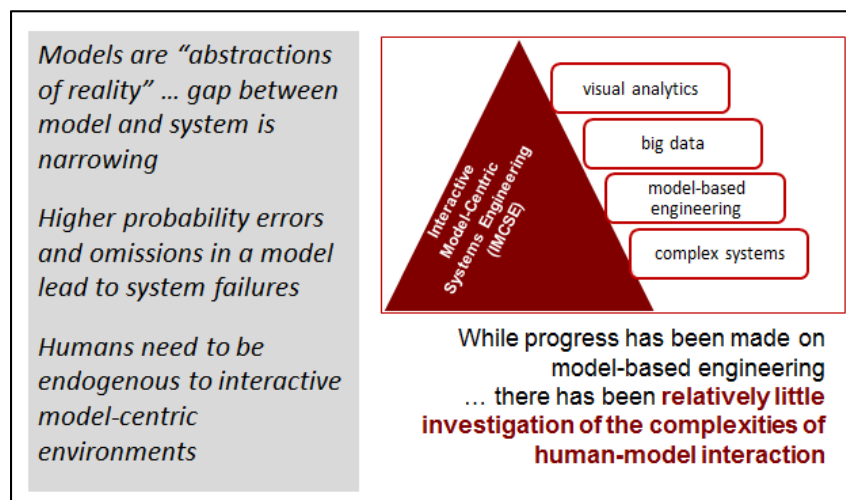 Models are “abstractions
of reality” … gap between
model and system is
narrowing
Higher probability errors
and omissions in a model
lead to system failures
Humans need to be
endogenous to interactive
model-centric
environments
Interactive
Model-Centric
Systems Engineering
(IMCSE)
visual analytics
big data
model-based
engineering
complex systems
While progress has been made on
model-based engineering
… there has been relatively little
investigation of the complexities of
human-model interaction